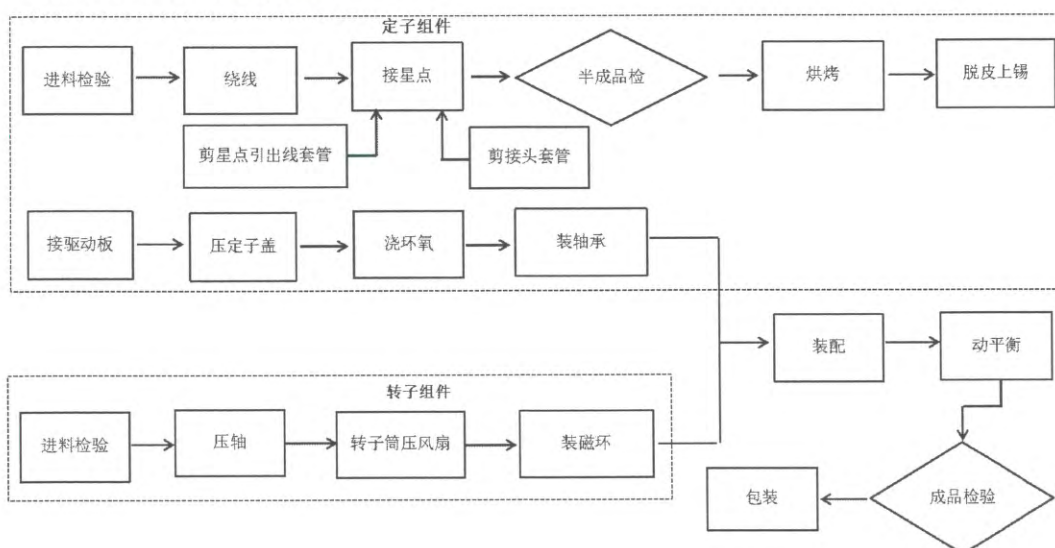 定子组件
进料检验
绕线
接星点
半成品检
烘烤
脱皮上锡
剪星点引出线套管
剪接头套管
接驱动板
压定子盖
浇环氧
装轴承
装配
动平衡
转子组件
进料检验
压轴
转子筒压风扇
装磁环
包装
成品检验